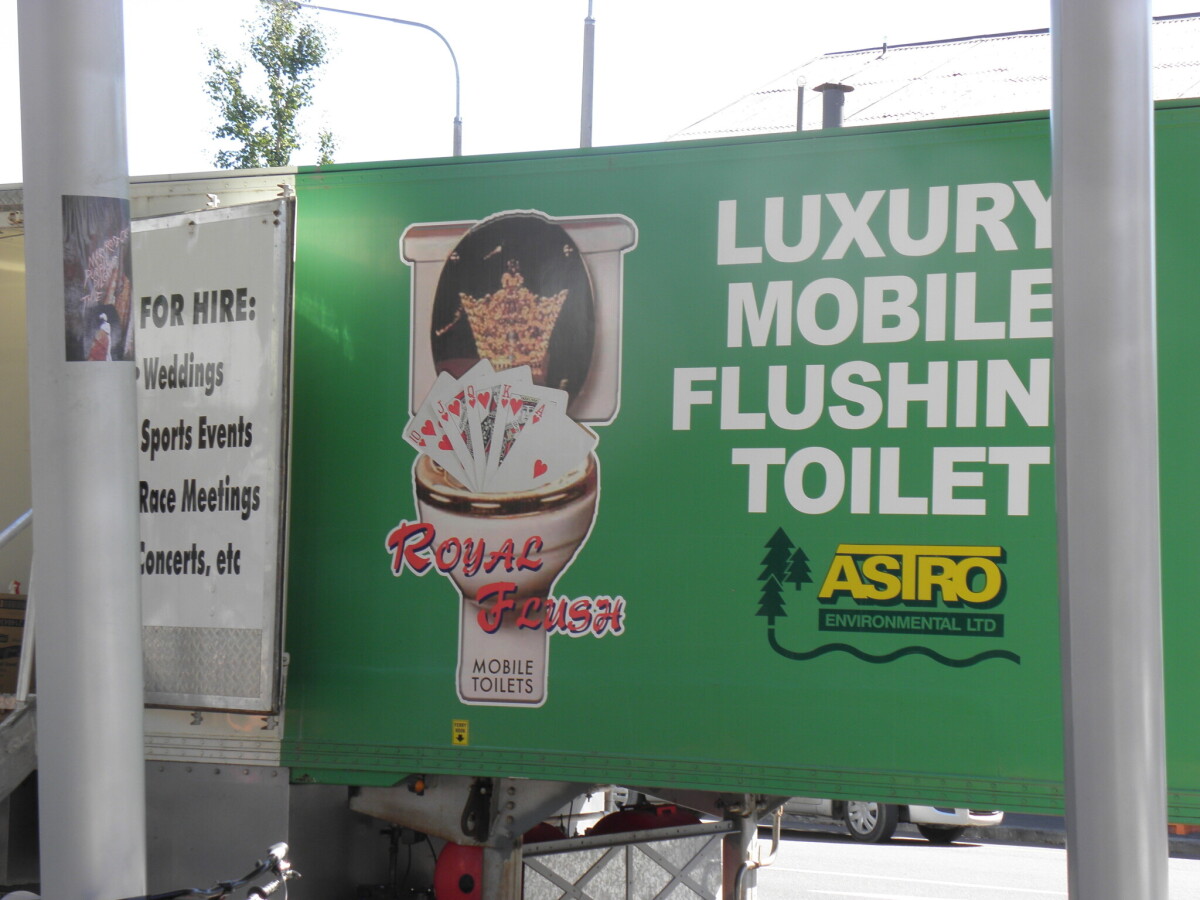 FOR HIRE:
Weddings
Sports Events
Race Meetings
Concerts, etc
10 J Q K A
ROYAL
FLUSH
MOBILE
TOILETS
LUXURY
MOBILE
FLUSHIN
TOILET
ASTRO
ENVIRONMENTAL LTD